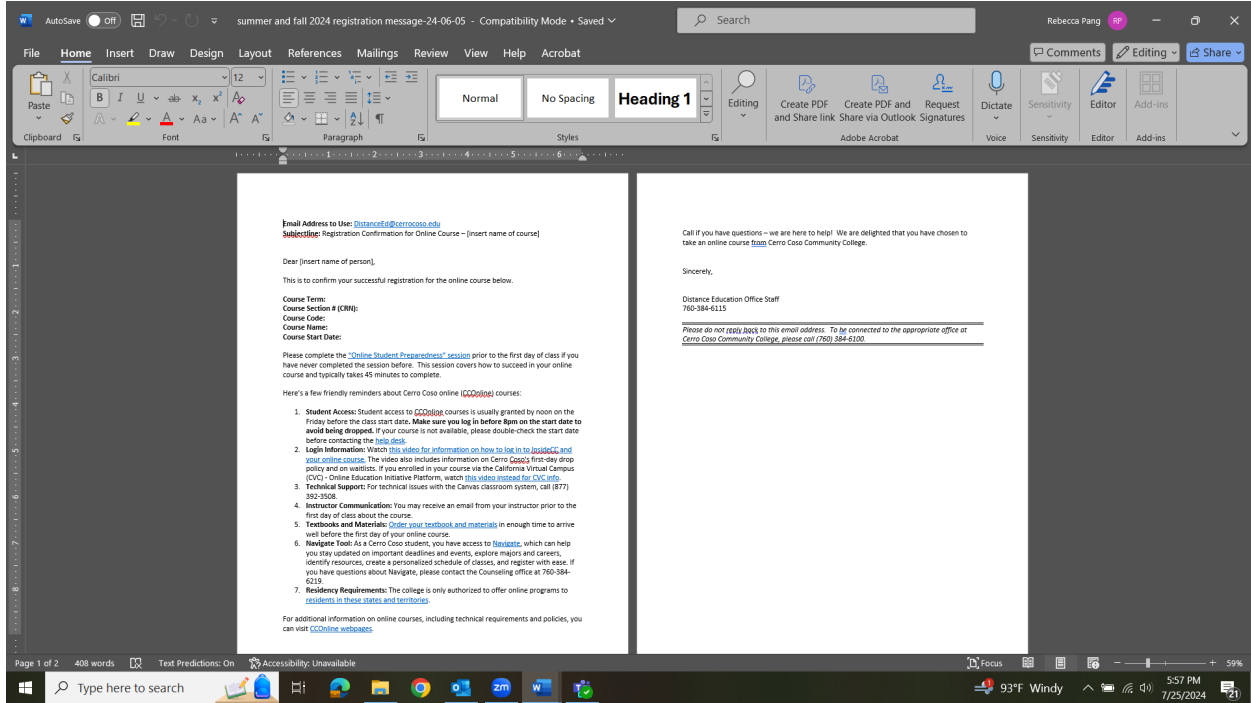 AutoSave Off summer and fall 2024 registration message-24-06-05 - Compatibility Mode • Saved Search Rebecca Pang RP
File Home Insert Draw Design Layout References Mailings Review View Help Acrobat Comments Editing Share
Paste Calibri 12 Normal No Spacing Heading 1 Editing Create PDF and Share link Create PDF and Share via Outlook Request Signatures Dictate Sensitivity Editor Add-ins
Clipboard Font Paragraph Styles Adobe Acrobat Voice Sensitivity Editor Add-ins
Email Address to Use: DistanceEd@cerrocoso.edu
Subjectline: Registration Confirmation for Online Course – [insert name of course]
Dear [insert name of person],
This is to confirm your successful registration for the online course below.
Course Term:
Course Section # (CRN):
Course Code:
Course Name:
Course Start Date:
Please complete the "Online Student Preparedness" session prior to the first day of class if you
have never completed the session before. This session covers how to succeed in your online
course and typically takes 45 minutes to complete.
Here's a few friendly reminders about Cerro Coso online (CCOnline) courses:
1. Student Access: Student access to CCOnline courses is usually granted by noon on the
Friday before the class start date. Make sure you log in before 8pm on the start date to
avoid being dropped. If your course is not available, please double-check the start date
before contacting the help desk.
2. Login Information: Watch this video for information on how to log in to InsideCC and
your online course. The video also includes information on Cerro Coso's first-day drop
policy and on waitlists. If you enrolled in your course via the California Virtual Campus
(CVC) - Online Education Initiative Platform, watch this video instead for CVC info.
3. Technical Support: For technical issues with the Canvas classroom system, call (877)
392-3508.
4. Instructor Communication: You may receive an email from your instructor prior to the
first day of class about the course.
5. Textbooks and Materials: Order your textbook and materials in enough time to arrive
well before the first day of your online course.
6. Navigate Tool: As a Cerro Coso student, you have access to Navigate, which can help
you stay updated on important deadlines and events, explore majors and careers,
identify resources, create a personalized schedule of classes, and register with ease. If
you have questions about Navigate, please contact the Counseling office at 760-384-
6219.
7. Residency Requirements: The college is only authorized to offer online programs to
residents in these states and territories.
For additional information on online courses, including technical requirements and policies, you
can visit CCOnline webpages.
Call if you have questions – we are here to help! We are delighted that you have chosen to
take an online course from Cerro Coso Community College.
Sincerely,
Distance Education Office Staff
760-384-6115
Please do not reply back to this email address. To be connected to the appropriate office at
Cerro Coso Community College, please call (760) 384-6100.
Page 1 of 2 408 words Text Predictions: On Accessibility: Unavailable Focus 59%
Type here to search 93°F Windy 5:57 PM
7/25/2024 21